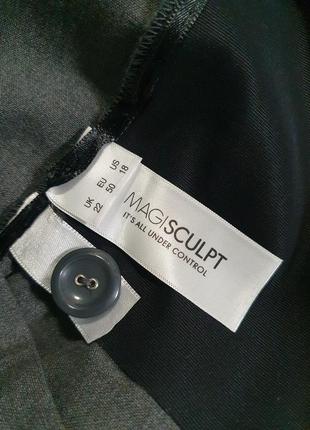 MAGISCULPT
IT'S ALL UNDER CONTROL
UK EU US
22 50 18